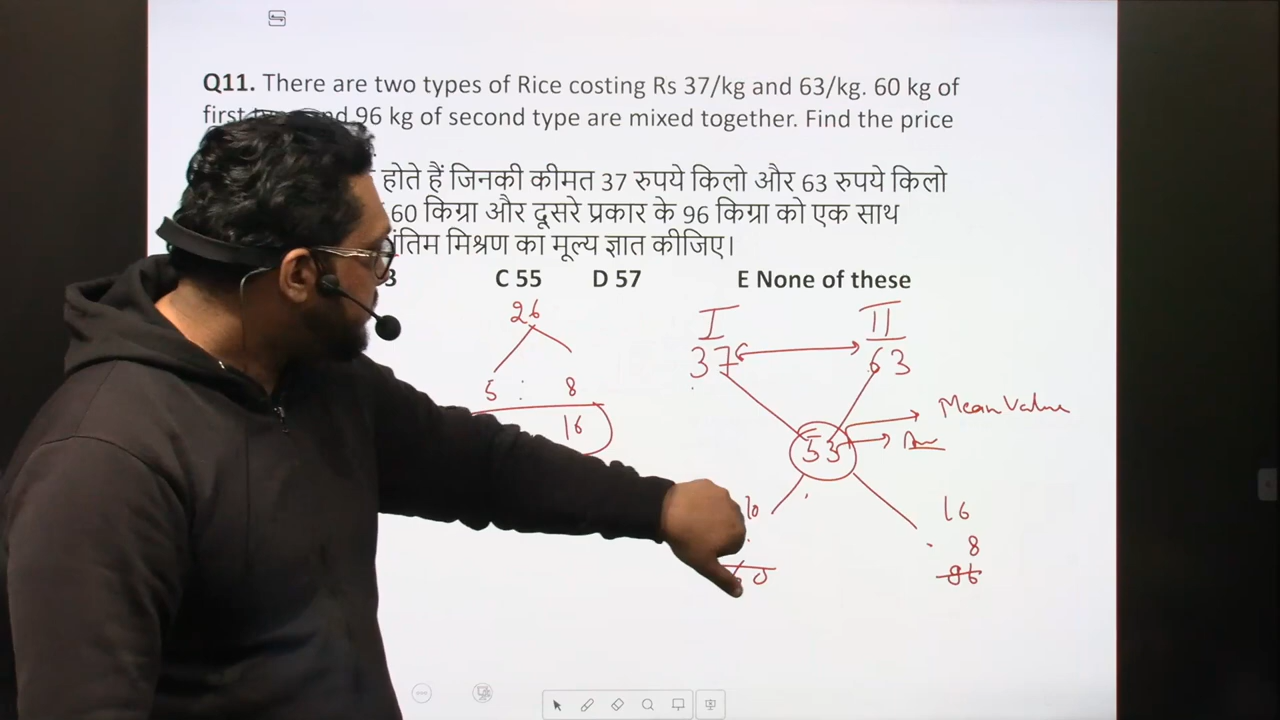 Q11. There are two types of Rice costing Rs 37/kg and 63/kg. 60 kg of
first 96 kg of second type are mixed together. Find the price
होते हैं जिनकी कीमत 37 रुपये किलो और 63 रुपये किलो
60 किग्रा और दूसरे प्रकार के 96 किग्रा को एक साथ
मिश्रण का मूल्य ज्ञात कीजिए।
C 55 D 57 E None of these
26
I II
37 63
5 : 8
Mean Value
16
53
10 16
8
96